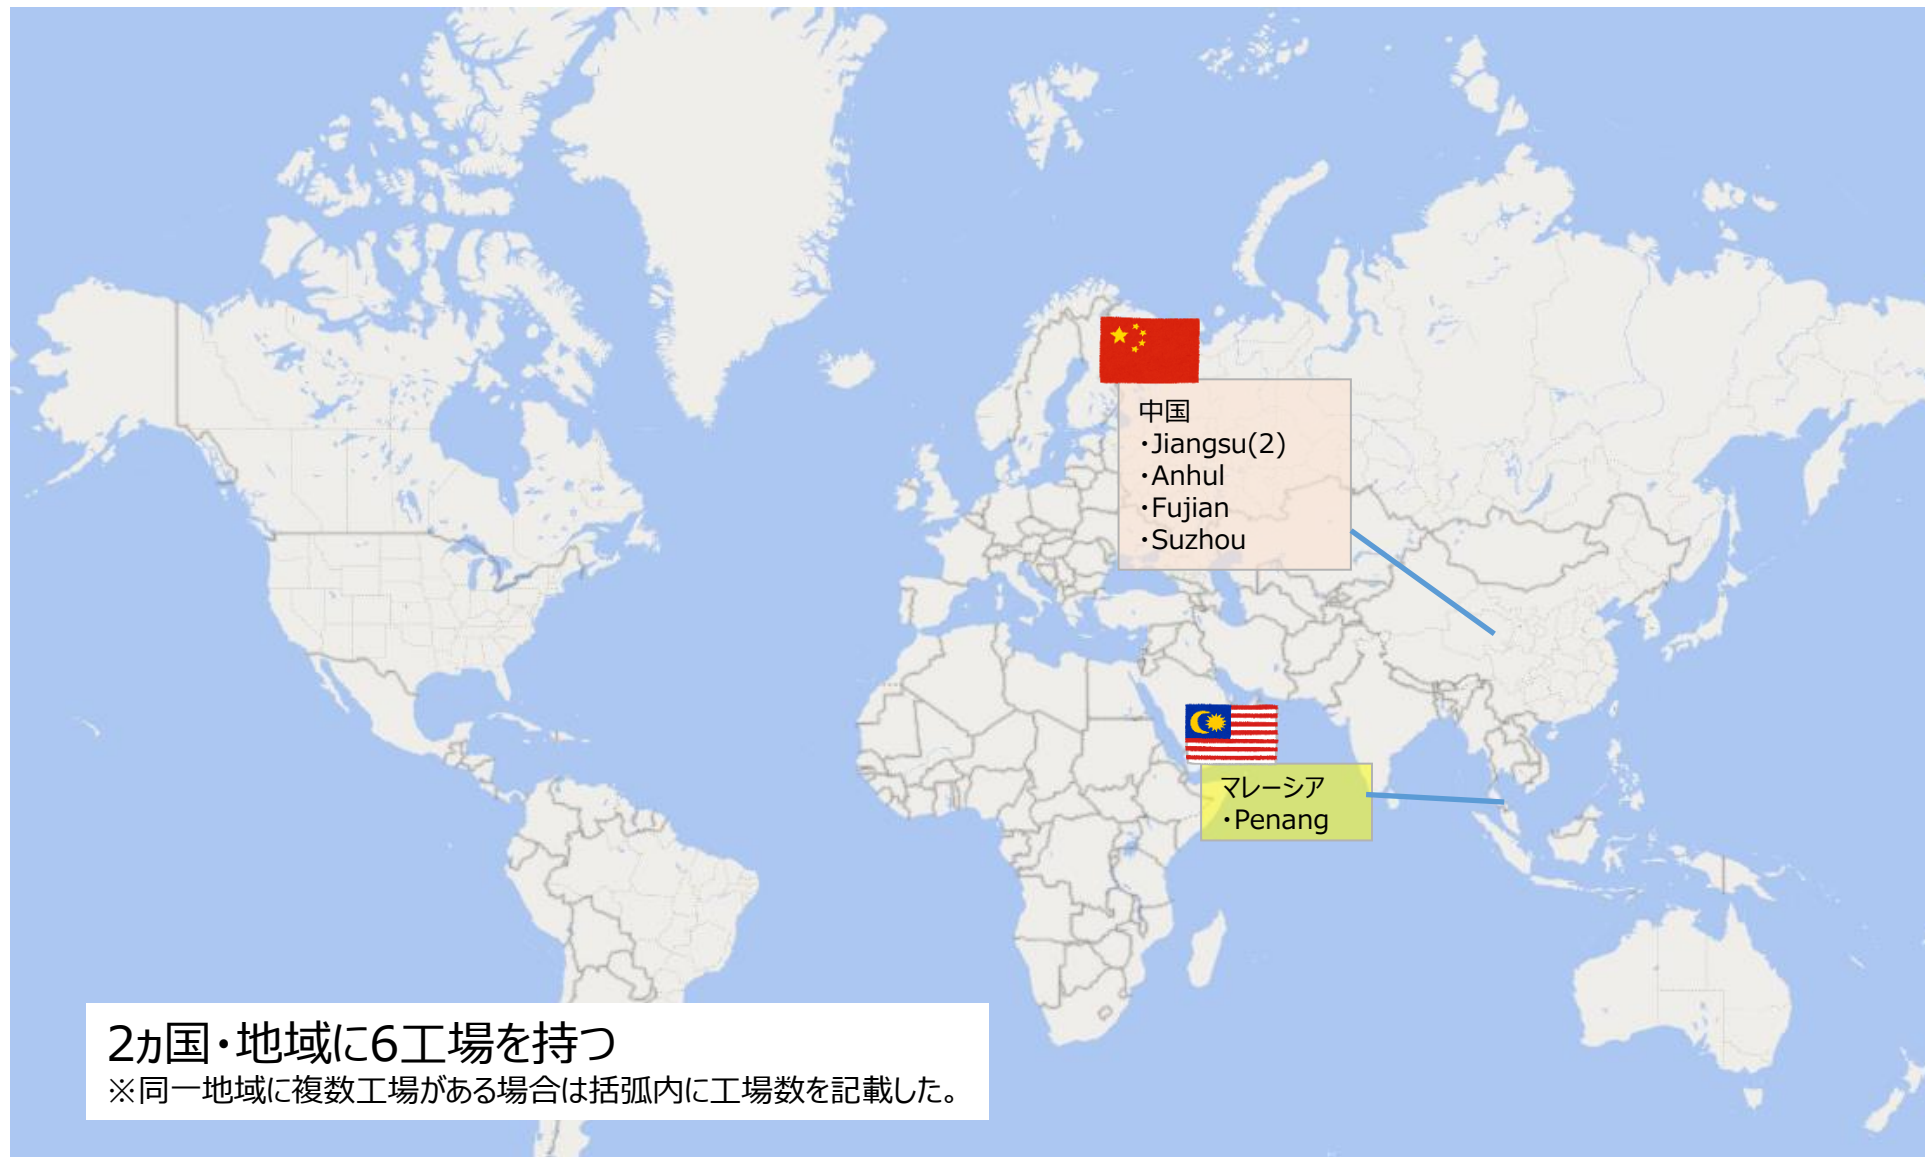 中国
・Jiangsu(2)
・Anhul
・Fujian
・Suzhou
マレーシア
・Penang
2ヵ国・地域に6工場を持つ
※同一地域に複数工場がある場合は括弧内に工場数を記載した。